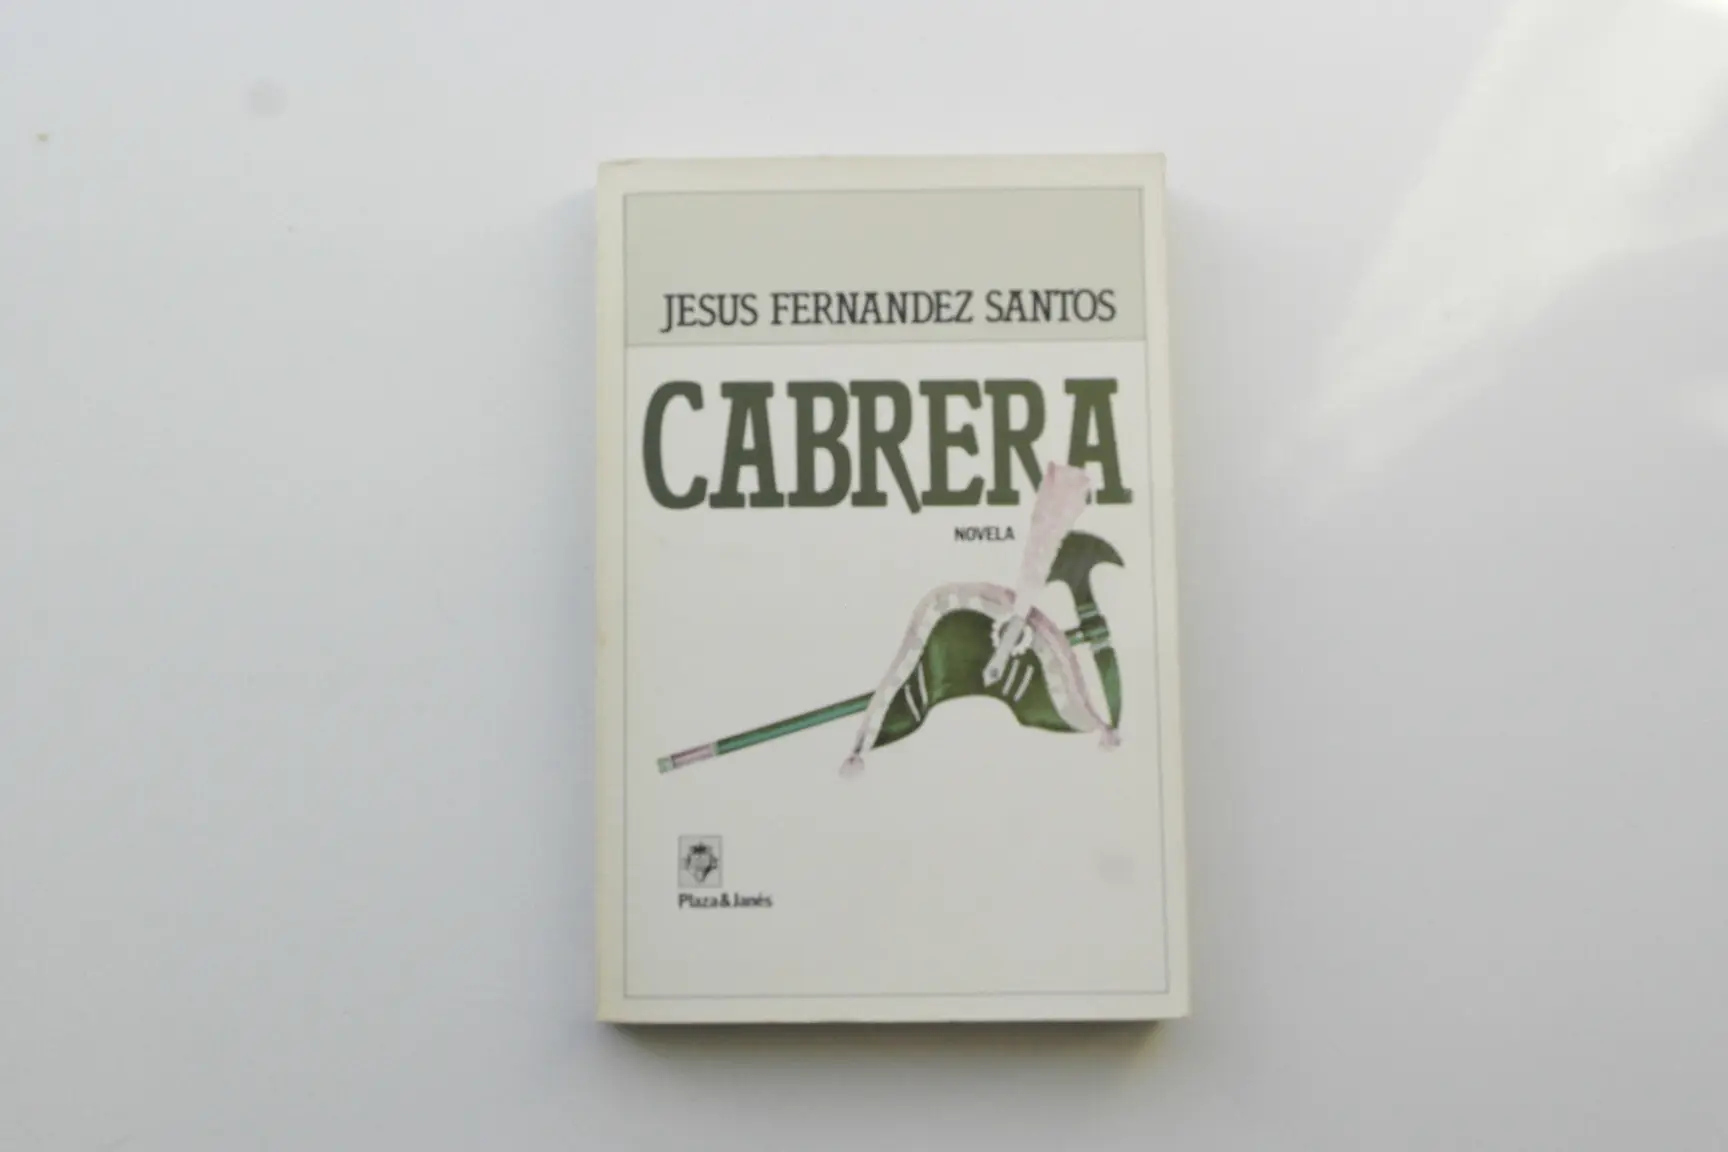 JESUS FERNANDEZ SANTOS
CABRERA
NOVELA
Plaza&Janés